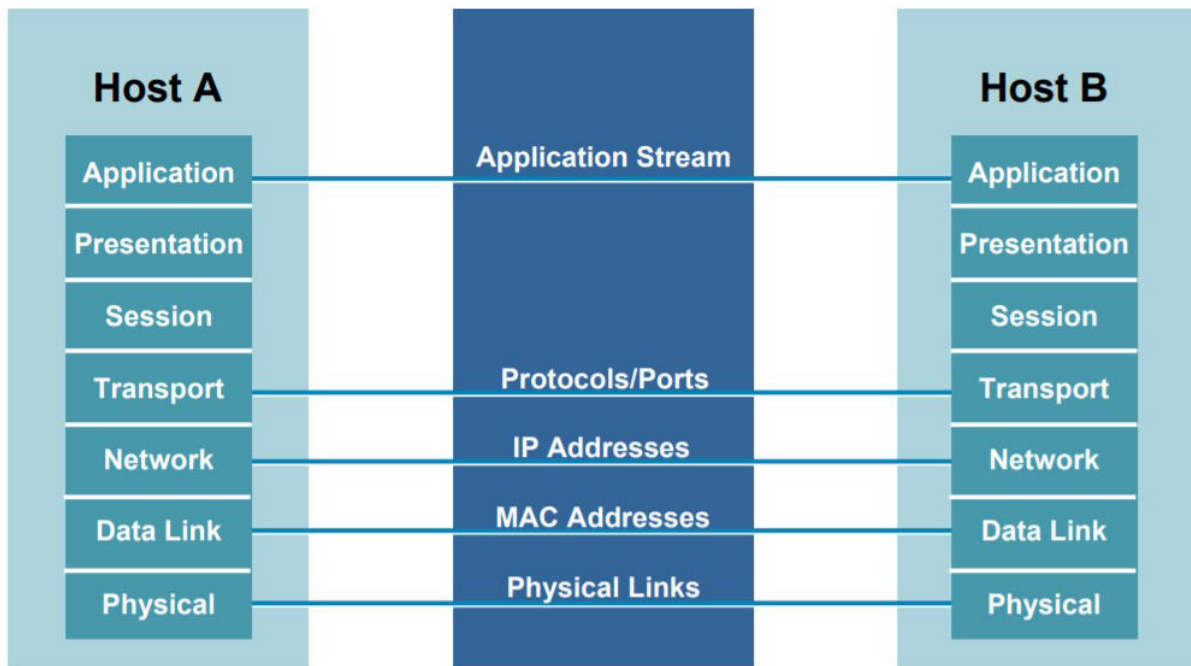 Host A
Host B
Application
Application Stream
Application
Presentation
Presentation
Session
Session
Transport
Protocols/Ports
Transport
Network
IP Addresses
Network
Data Link
MAC Addresses
Data Link
Physical
Physical Links
Physical